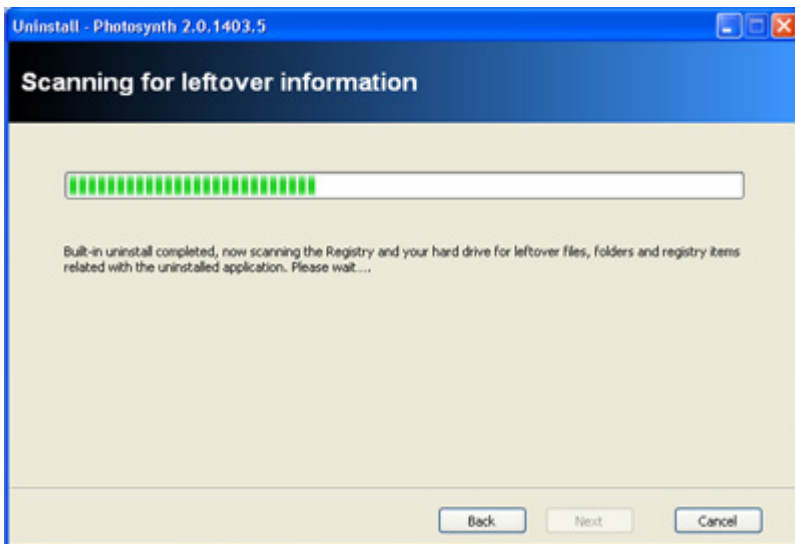 Uninstall - Photosynth 2.0.1403.5
Scanning for leftover information
Built-in uninstall completed, now scanning the Registry and your hard drive for leftover files, folders and registry items
related with the uninstalled application. Please wait....
Back Next Cancel